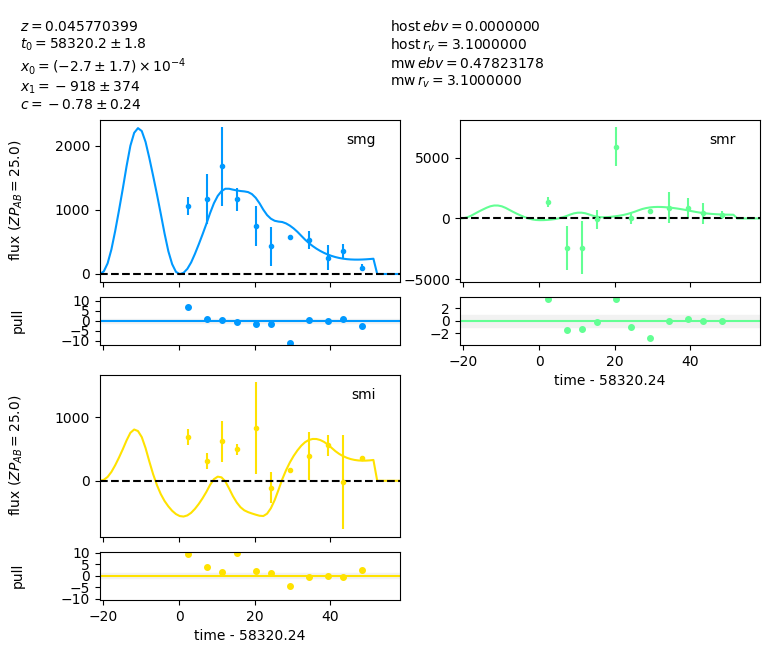 z = 0.045770399
t₀ = 58320.2 ± 1.8
x₀ = (−2.7 ± 1.7) × 10⁻⁴
x₁ = −918 ± 374
c = −0.78 ± 0.24
host ebv = 0.0000000
host r_v = 3.1000000
mw ebv = 0.47823178
mw r_v = 3.1000000
smg
flux (ZP_AB = 25.0)
2000
1000
0
smr
5000
0
−5000
pull
10
5
0
−5
−10
2
0
−2
−20
0
20
40
time - 58320.24
smi
flux (ZP_AB = 25.0)
1000
0
pull
10
5
0
−5
−10
−20
0
20
40
time - 58320.24